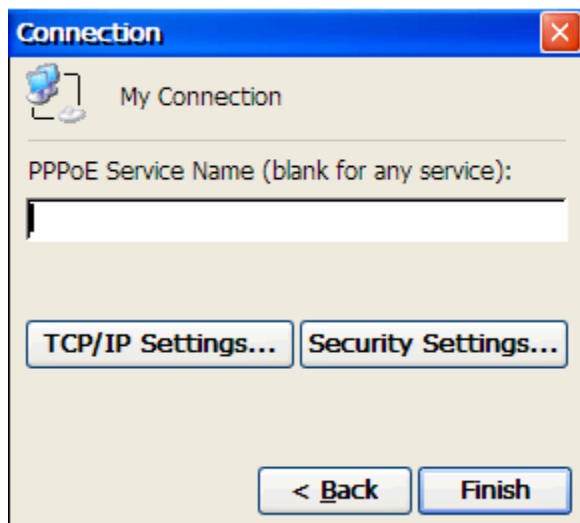 Connection
My Connection
PPPoE Service Name (blank for any service):
TCP/IP Settings... Security Settings...
< Back Finish